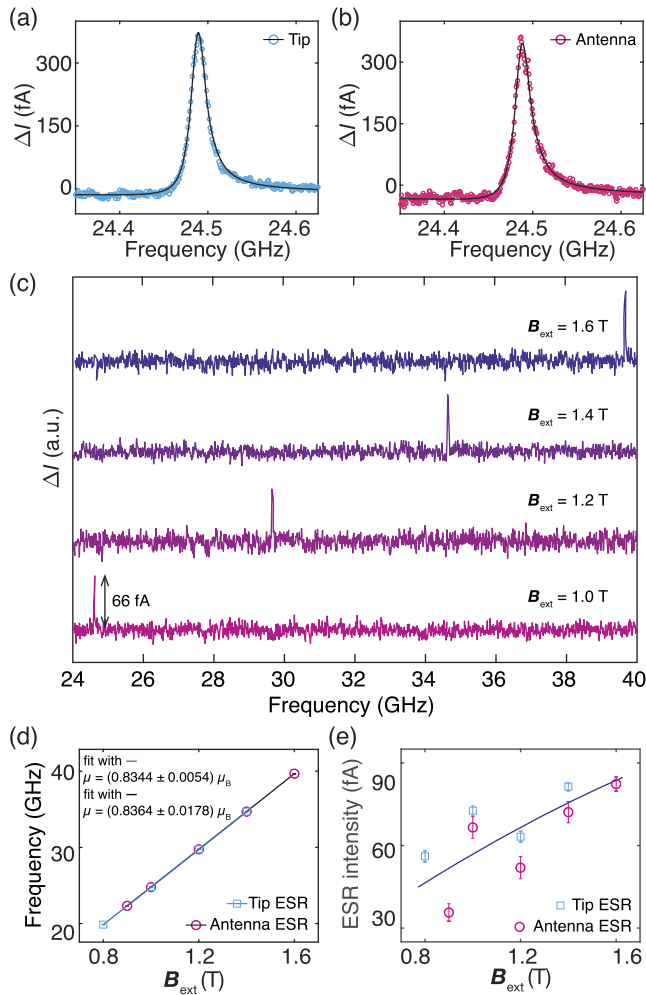 (a)
Tip
ΔI (fA)
300
150
0
24.4
24.5
24.6
Frequency (GHz)
(b)
Antenna
ΔI (fA)
300
150
0
24.4
24.5
24.6
Frequency (GHz)
(c)
ΔI (a.u.)
B_ext = 1.6 T
B_ext = 1.4 T
B_ext = 1.2 T
B_ext = 1.0 T
66 fA
24 26 28 30 32 34 36 38 40
Frequency (GHz)
(d)
Frequency (GHz)
40
30
20
fit with
μ = (0.8344 ± 0.0054) μ_B
fit with
μ = (0.8364 ± 0.0178) μ_B
Tip ESR
Antenna ESR
0.8 1.2 1.6
B_ext (T)
(e)
ESR intensity (fA)
90
60
30
Tip ESR
Antenna ESR
0.8 1.2 1.6
B_ext (T)